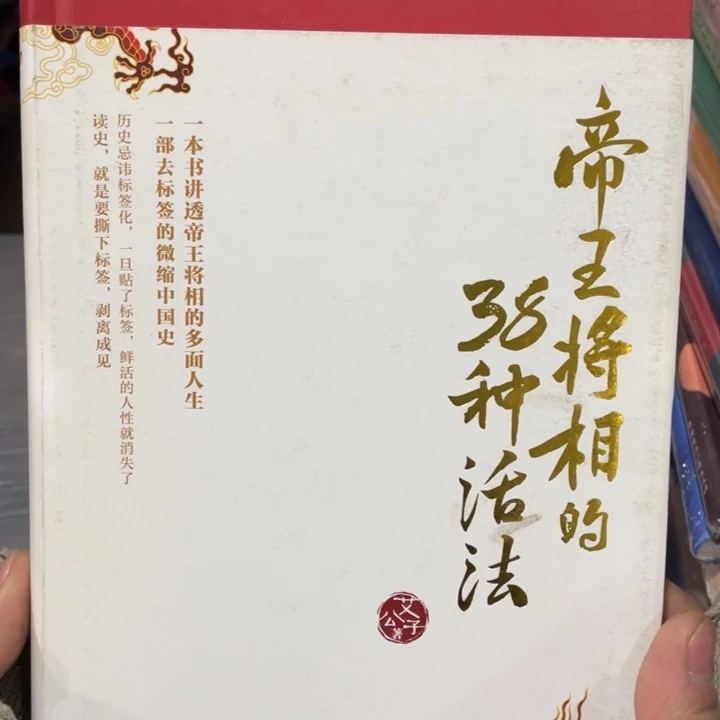 帝王将相的
38种活法
艾公子著
一本书讲透帝王将相的多面人生
一部去标签的微缩中国史
历史忌讳标签化，一旦贴了标签，鲜活的人性就消失了
读史，就是要撕下标签，剥离成见